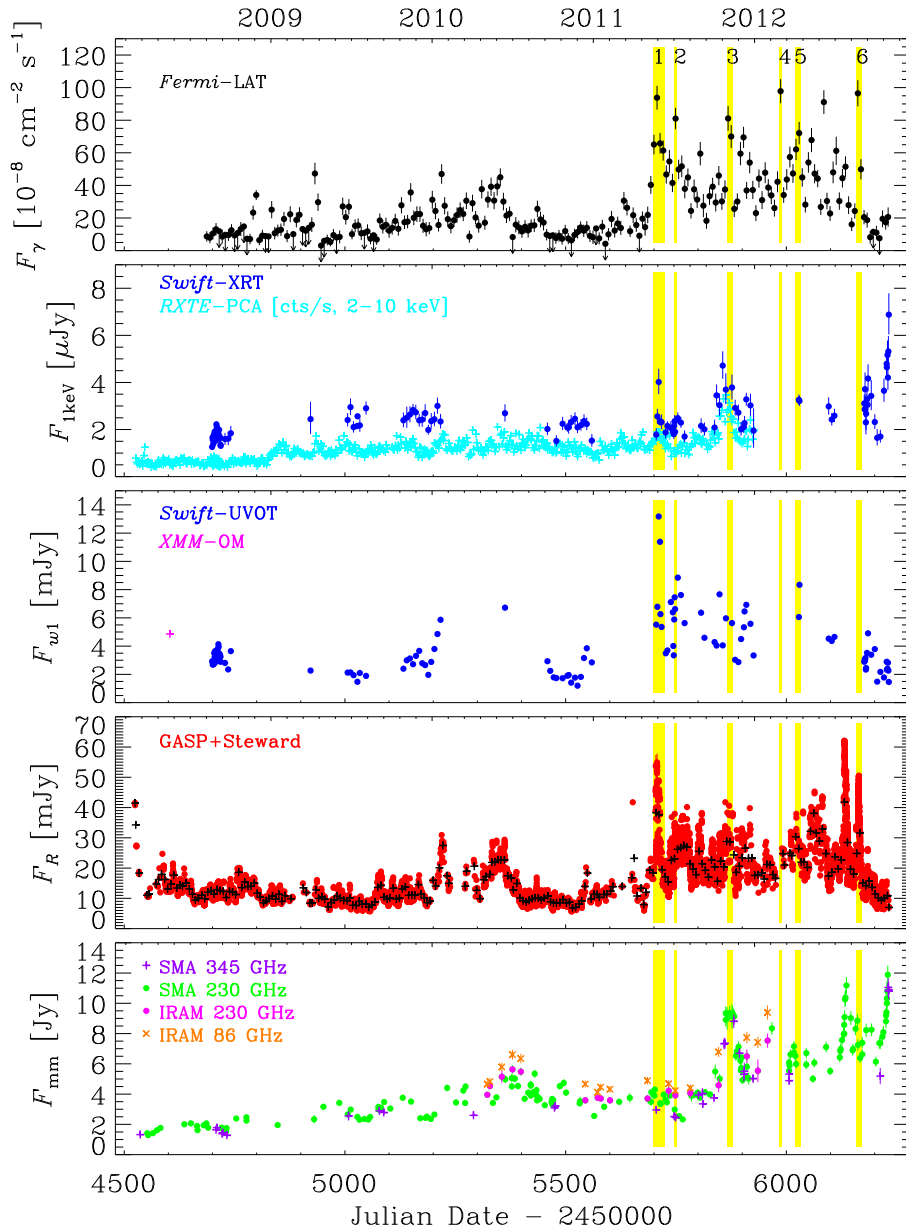 2009 2010 2011 2012
F_γ [10⁻⁸ cm⁻² s⁻¹]
120
100
80
60
40
20
0
Fermi-LAT
1 2 3 4 5 6
F_1keV [μJy]
8
6
4
2
0
Swift-XRT
RXTE-PCA [cts/s, 2-10 keV]
F_w1 [mJy]
14
12
10
8
6
4
2
0
Swift-UVOT
XMM-OM
F_R [mJy]
70
60
50
40
30
20
10
0
GASP+Steward
F_mm [Jy]
14
12
10
8
6
4
2
0
SMA 345 GHz
SMA 230 GHz
IRAM 230 GHz
IRAM 86 GHz
4500 5000 5500 6000
Julian Date - 2450000